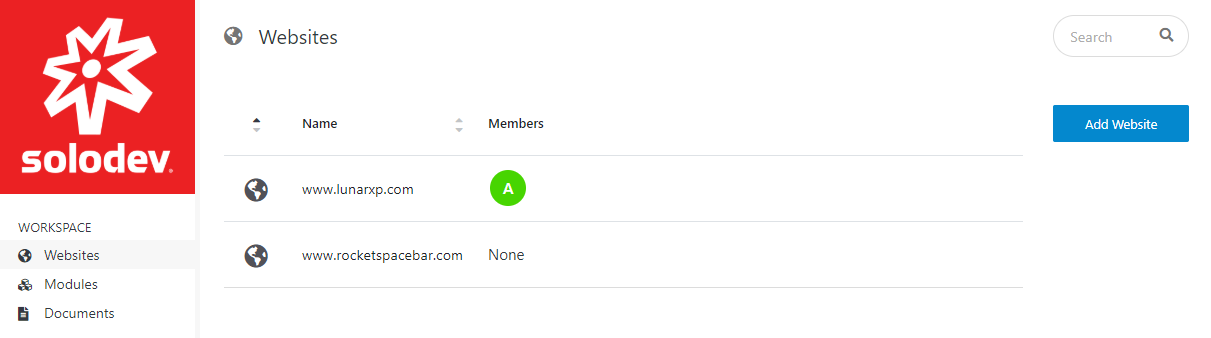 solodev
WORKSPACE
Websites
Modules
Documents
Websites
Search
Name Members
Add Website
www.lunarxp.com A
www.rocketspacebar.com None